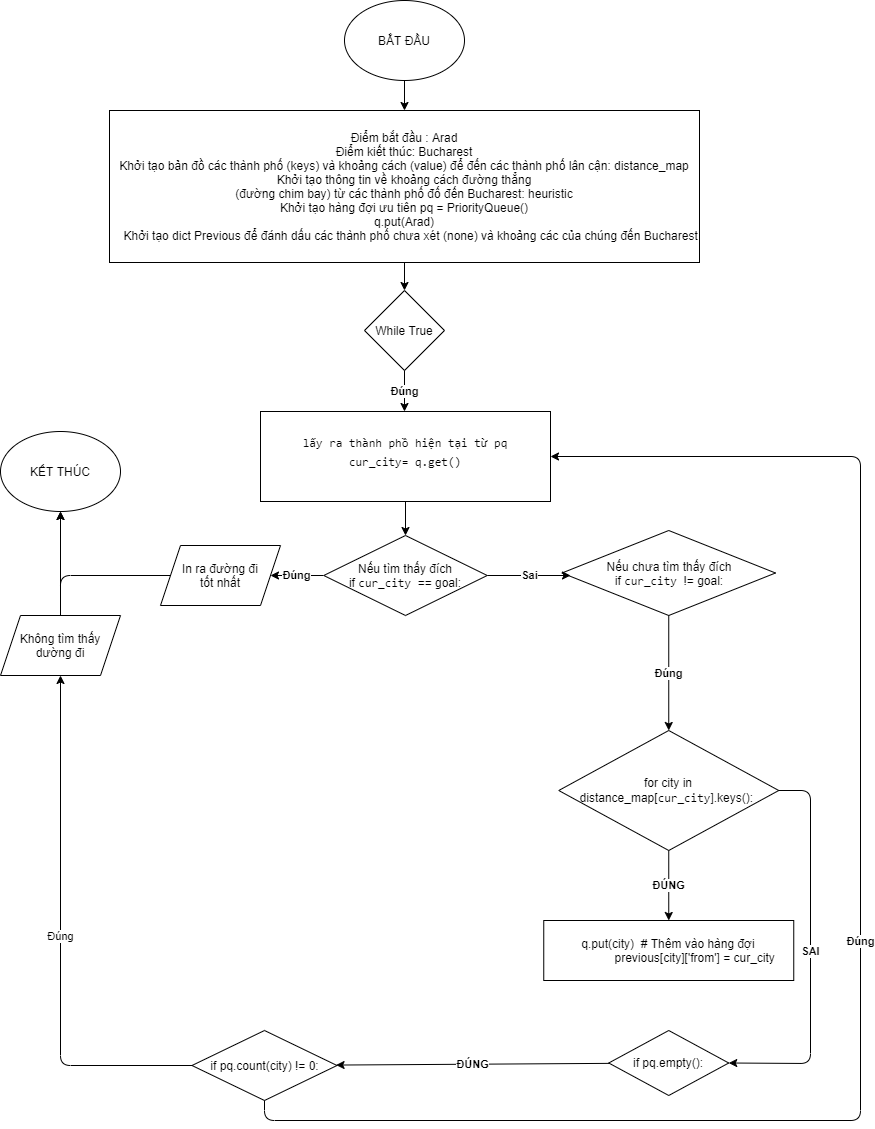 BẮT ĐẦU
Điểm bắt đầu : Arad
Điểm kiết thúc: Bucharest
Khởi tạo bản đồ các thành phố (keys) và khoảng cách (value) để đến các thành phố lân cận: distance_map
Khởi tạo thông tin về khoảng cách đường thẳng
(đường chim bay) từ các thành phố đố đến Bucharest: heuristic
Khởi tạo hàng đợi ưu tiên pq = PriorityQueue()
q.put(Arad)
Khởi tạo dict Previous để đánh dấu các thành phố chưa xét (none) và khoảng các của chúng đến Bucharest
While True
Đúng
lấy ra thành phồ hiện tại từ pq
cur_city= q.get()
KẾT THÚC
In ra đường đi
tốt nhất
Đúng
Nếu tìm thấy đích
if cur_city == goal:
Sai
Nếu chưa tìm thấy đích
if cur_city != goal:
Không tìm thấy
dường đi
Đúng
for city in
distance_map[cur_city].keys():
ĐÚNG
q.put(city) # Thêm vào hàng đợi
previous[city]['from'] = cur_city
SAI
Đúng
Đúng
if pq.count(city) != 0:
ĐÚNG
if pq.empty():